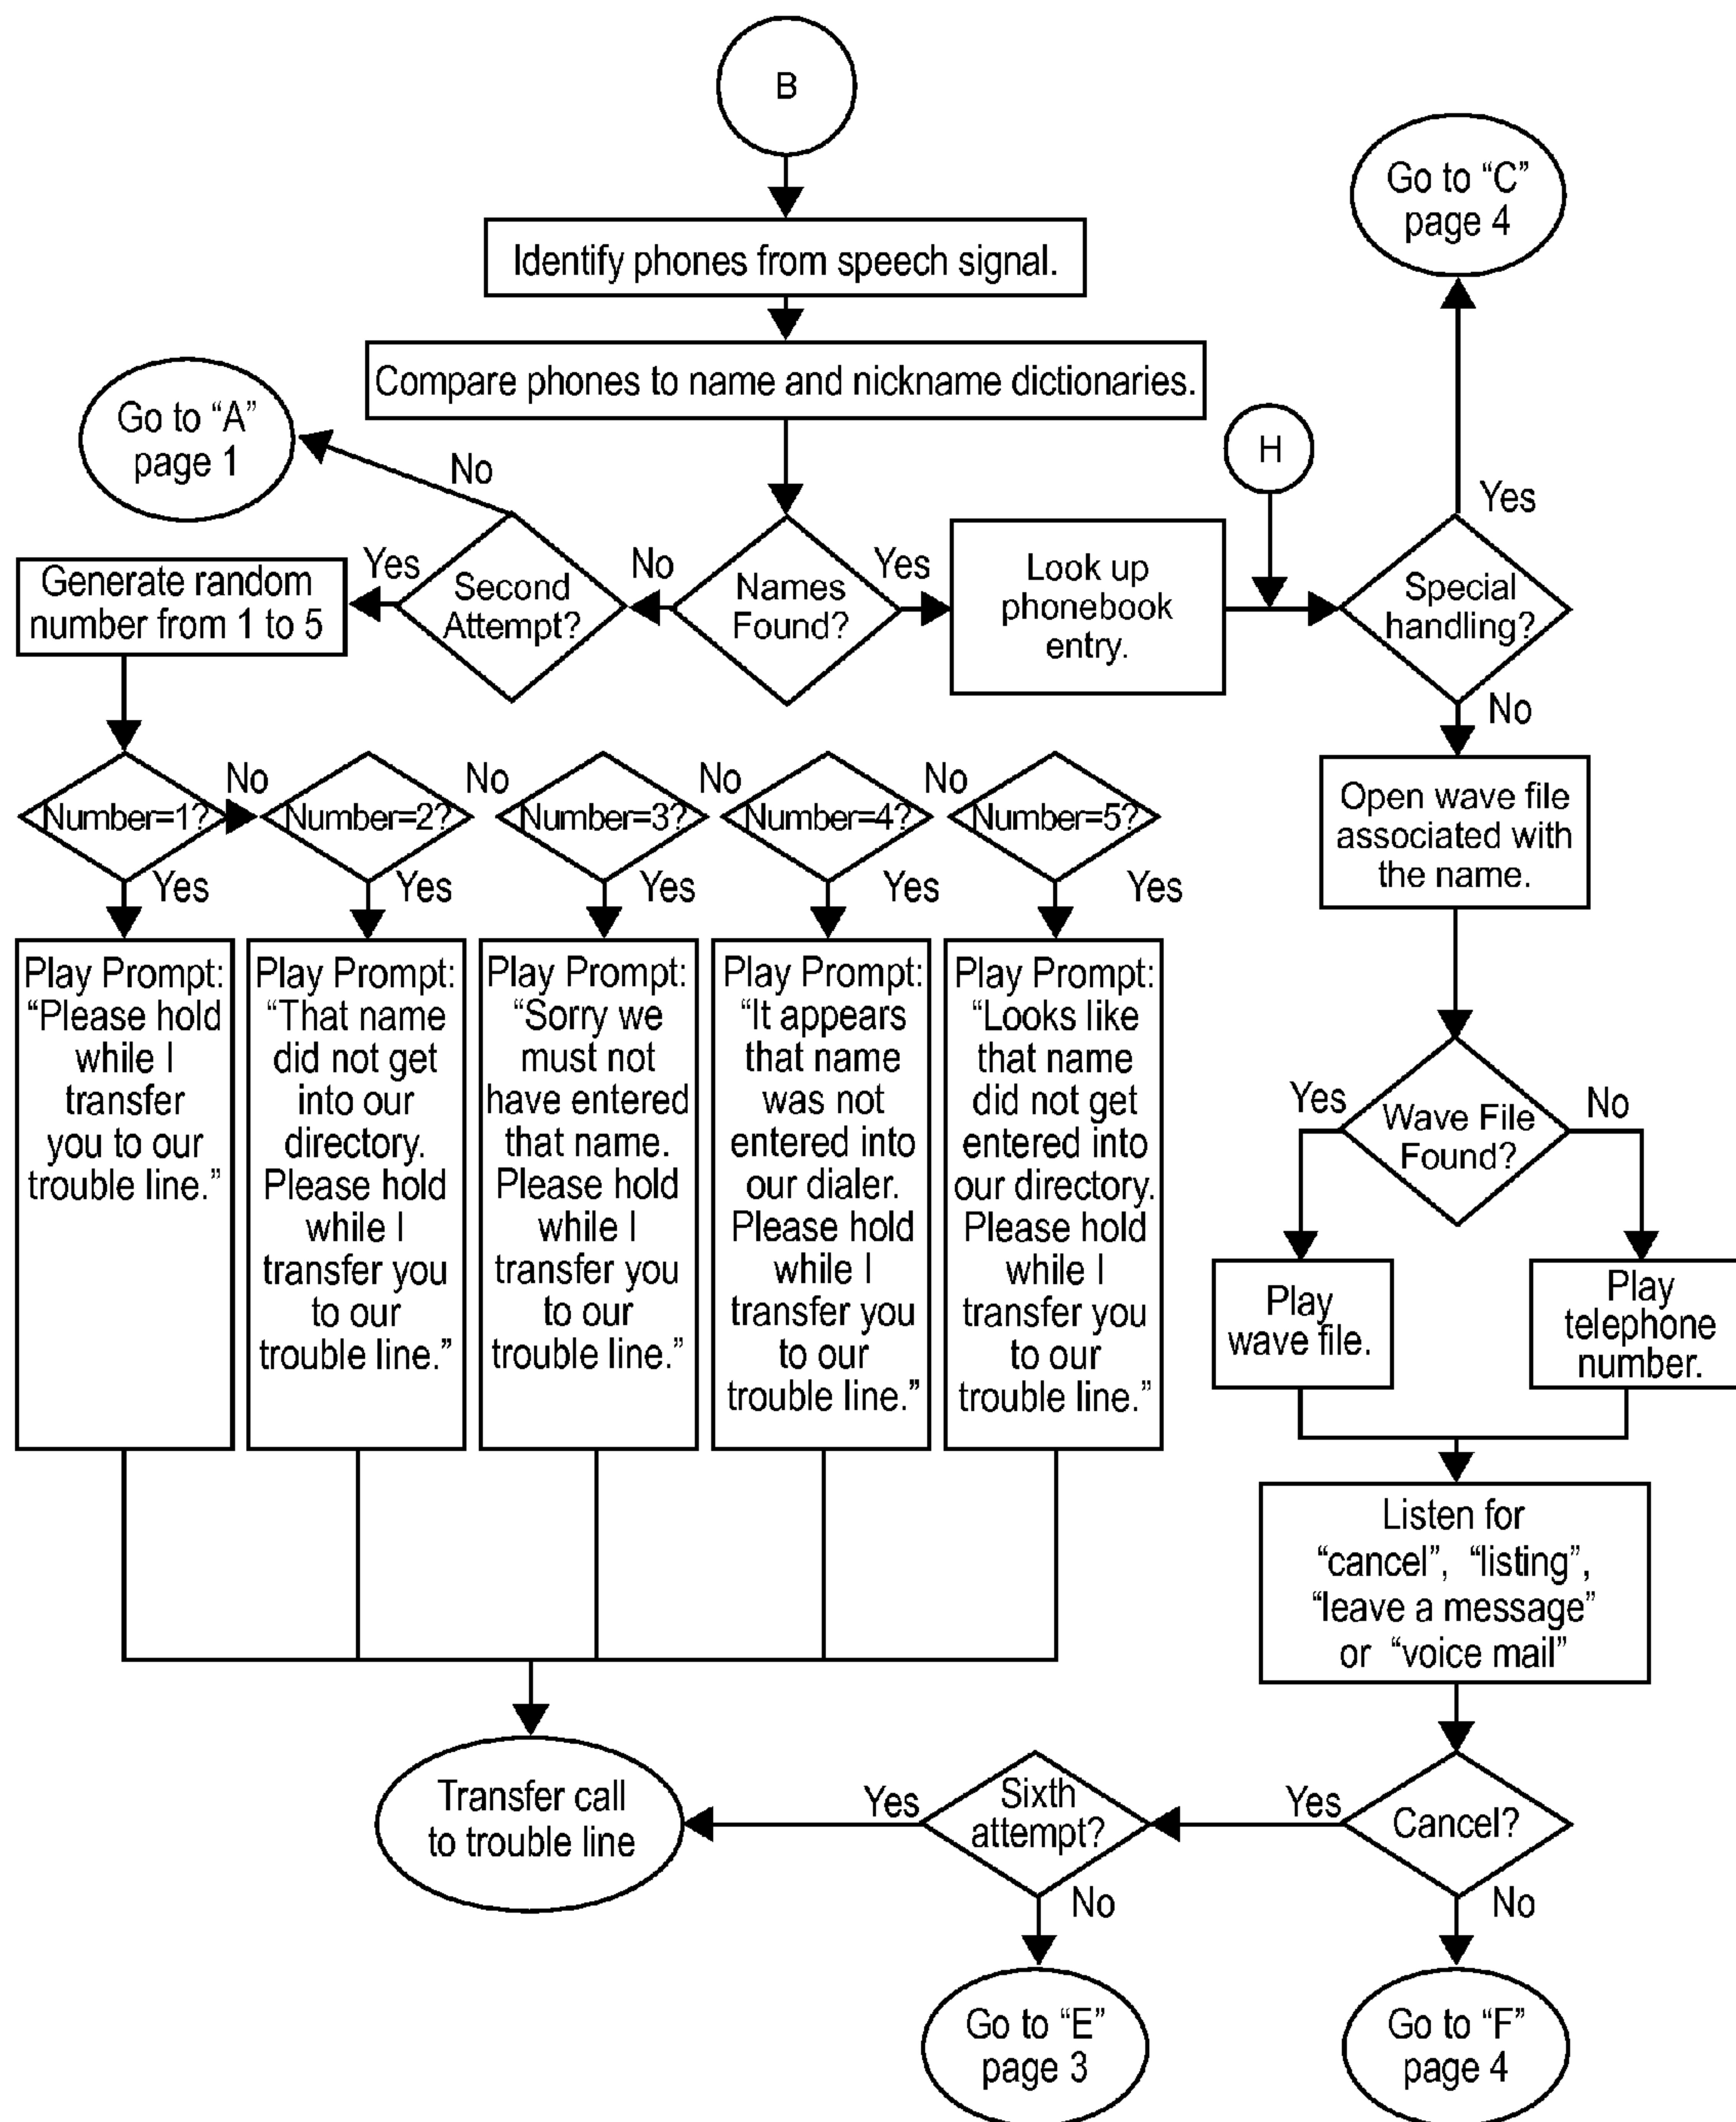 B
Go to “C”
page 4
Identify phones from speech signal.
Compare phones to name and nickname dictionaries.
Go to “A”
page 1
No
H
Yes
Generate random
number from 1 to 5
Yes
Second
Attempt?
No
Names
Found?
Yes
Look up
phonebook
entry.
Special
handling?
No
Number=1?
No
Number=2?
No
Number=3?
No
Number=4?
No
Number=5?
Yes
Yes
Yes
Yes
Yes
Open wave file
associated with
the name.
Play Prompt:
“Please hold
while I
transfer
you to our
trouble line.”
Play Prompt:
“That name
did not get
into our
directory.
Please hold
while I
transfer you
to our
trouble line.”
Play Prompt:
“Sorry we
must not
have entered
that name.
Please hold
while I
transfer you
to our
trouble line.”
Play Prompt:
“It appears
that name
was not
entered into
our dialer.
Please hold
while I
transfer you
to our
trouble line.”
Play Prompt:
“Looks like
that name
did not get
entered into
our directory.
Please hold
while I
transfer you
to our
trouble line.”
Yes
Wave File
Found?
No
Play
wave file.
Play
telephone
number.
Listen for
“cancel”, “listing”,
“leave a message”
or “voice mail”
Transfer call
to trouble line
Yes
Sixth
attempt?
Yes
Cancel?
No
No
Go to “E”
page 3
Go to “F”
page 4